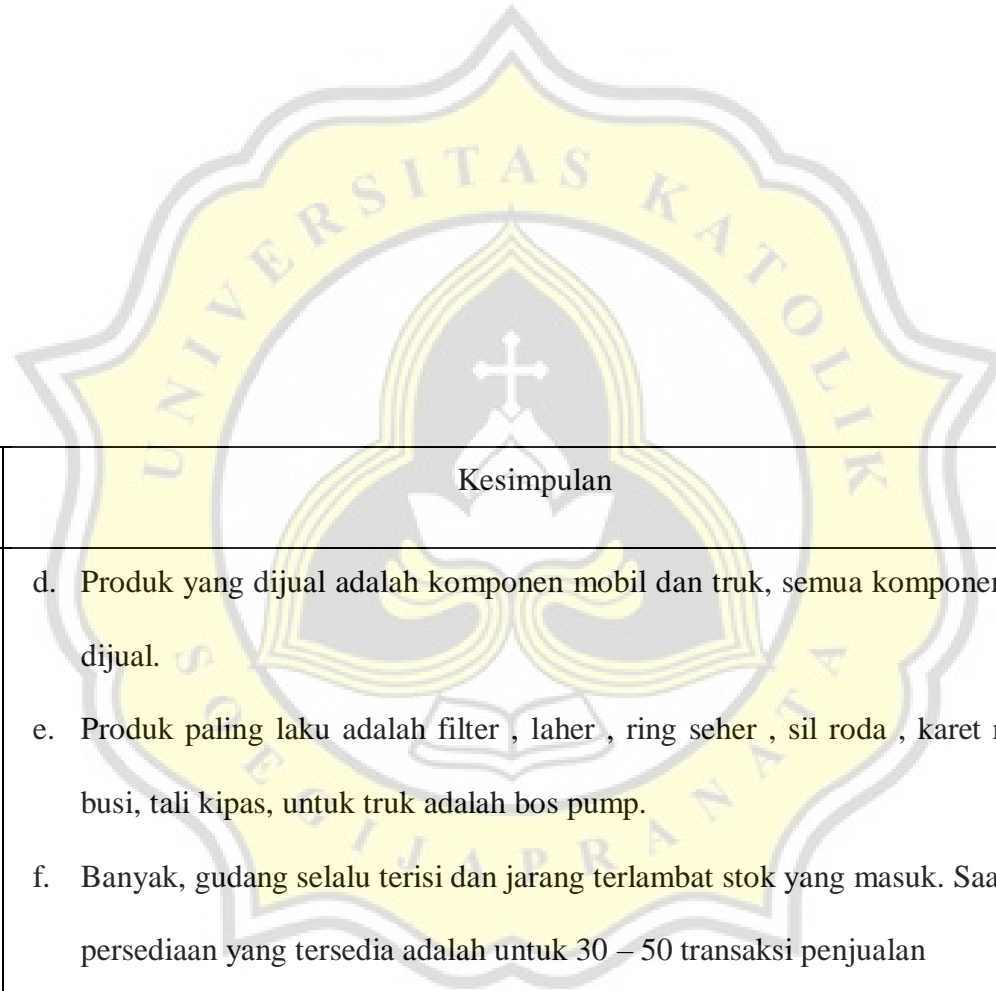 UNIVERSITAS KATOLIK
SOEGIJAPRANATA
Kesimpulan
d. Produk yang dijual adalah komponen mobil dan truk, semua
dijual.
e. Produk paling laku adalah filter , laher , ring seher , sil roda , karet
busi, tali kipas, untuk truk adalah bos pump.
f. Banyak, gudang selalu terisi dan jarang terlambat stok yang masuk.
persediaan yang tersedia adalah untuk 30 – 50 transaksi penjualan